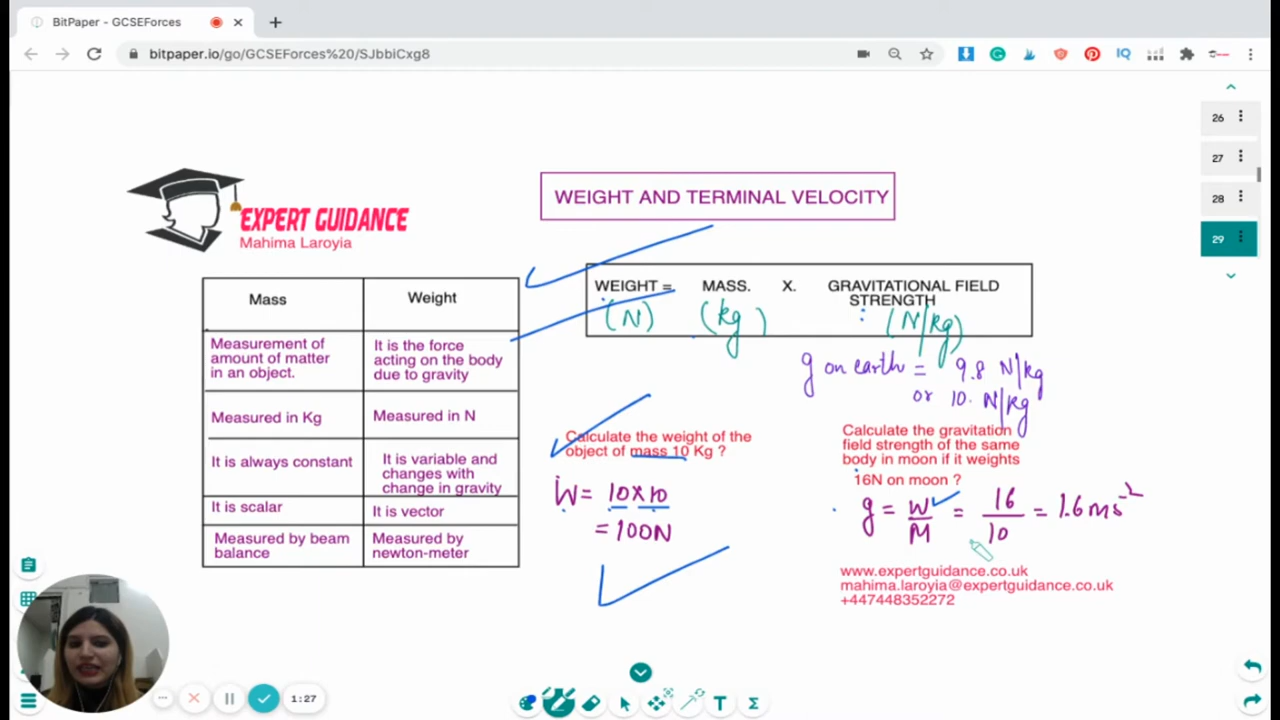 BitPaper - GCSEForces
bitpaper.io/go/GCSEForces%20/SJbbiCxg8
26
27
28
29
WEIGHT AND TERMINAL VELOCITY
EXPERT GUIDANCE
Mahima Laroyia
Mass Weight
Measurement of
amount of matter
in an object.
It is the force
acting on the body
due to gravity
Measured in Kg
Measured in N
It is always constant
It is variable and
changes with
change in gravity
It is scalar
It is vector
Measured by beam
balance
Measured by
newton-meter
WEIGHT = MASS. X. GRAVITATIONAL FIELD
STRENGTH
(N) (kg) (N/kg)
g on earth = 9.8 N/kg
or 10. N/kg
Calculate the weight of the
object of mass 10 Kg ?
W = 10 x 10
= 100N
Calculate the gravitation
field strength of the same
body in moon if it weights
16N on moon ?
g = W/M = 16/10 = 1.6 ms⁻²
www.expertguidance.co.uk
mahima.laroyia@expertguidance.co.uk
+447448352272
1:27
T Σ